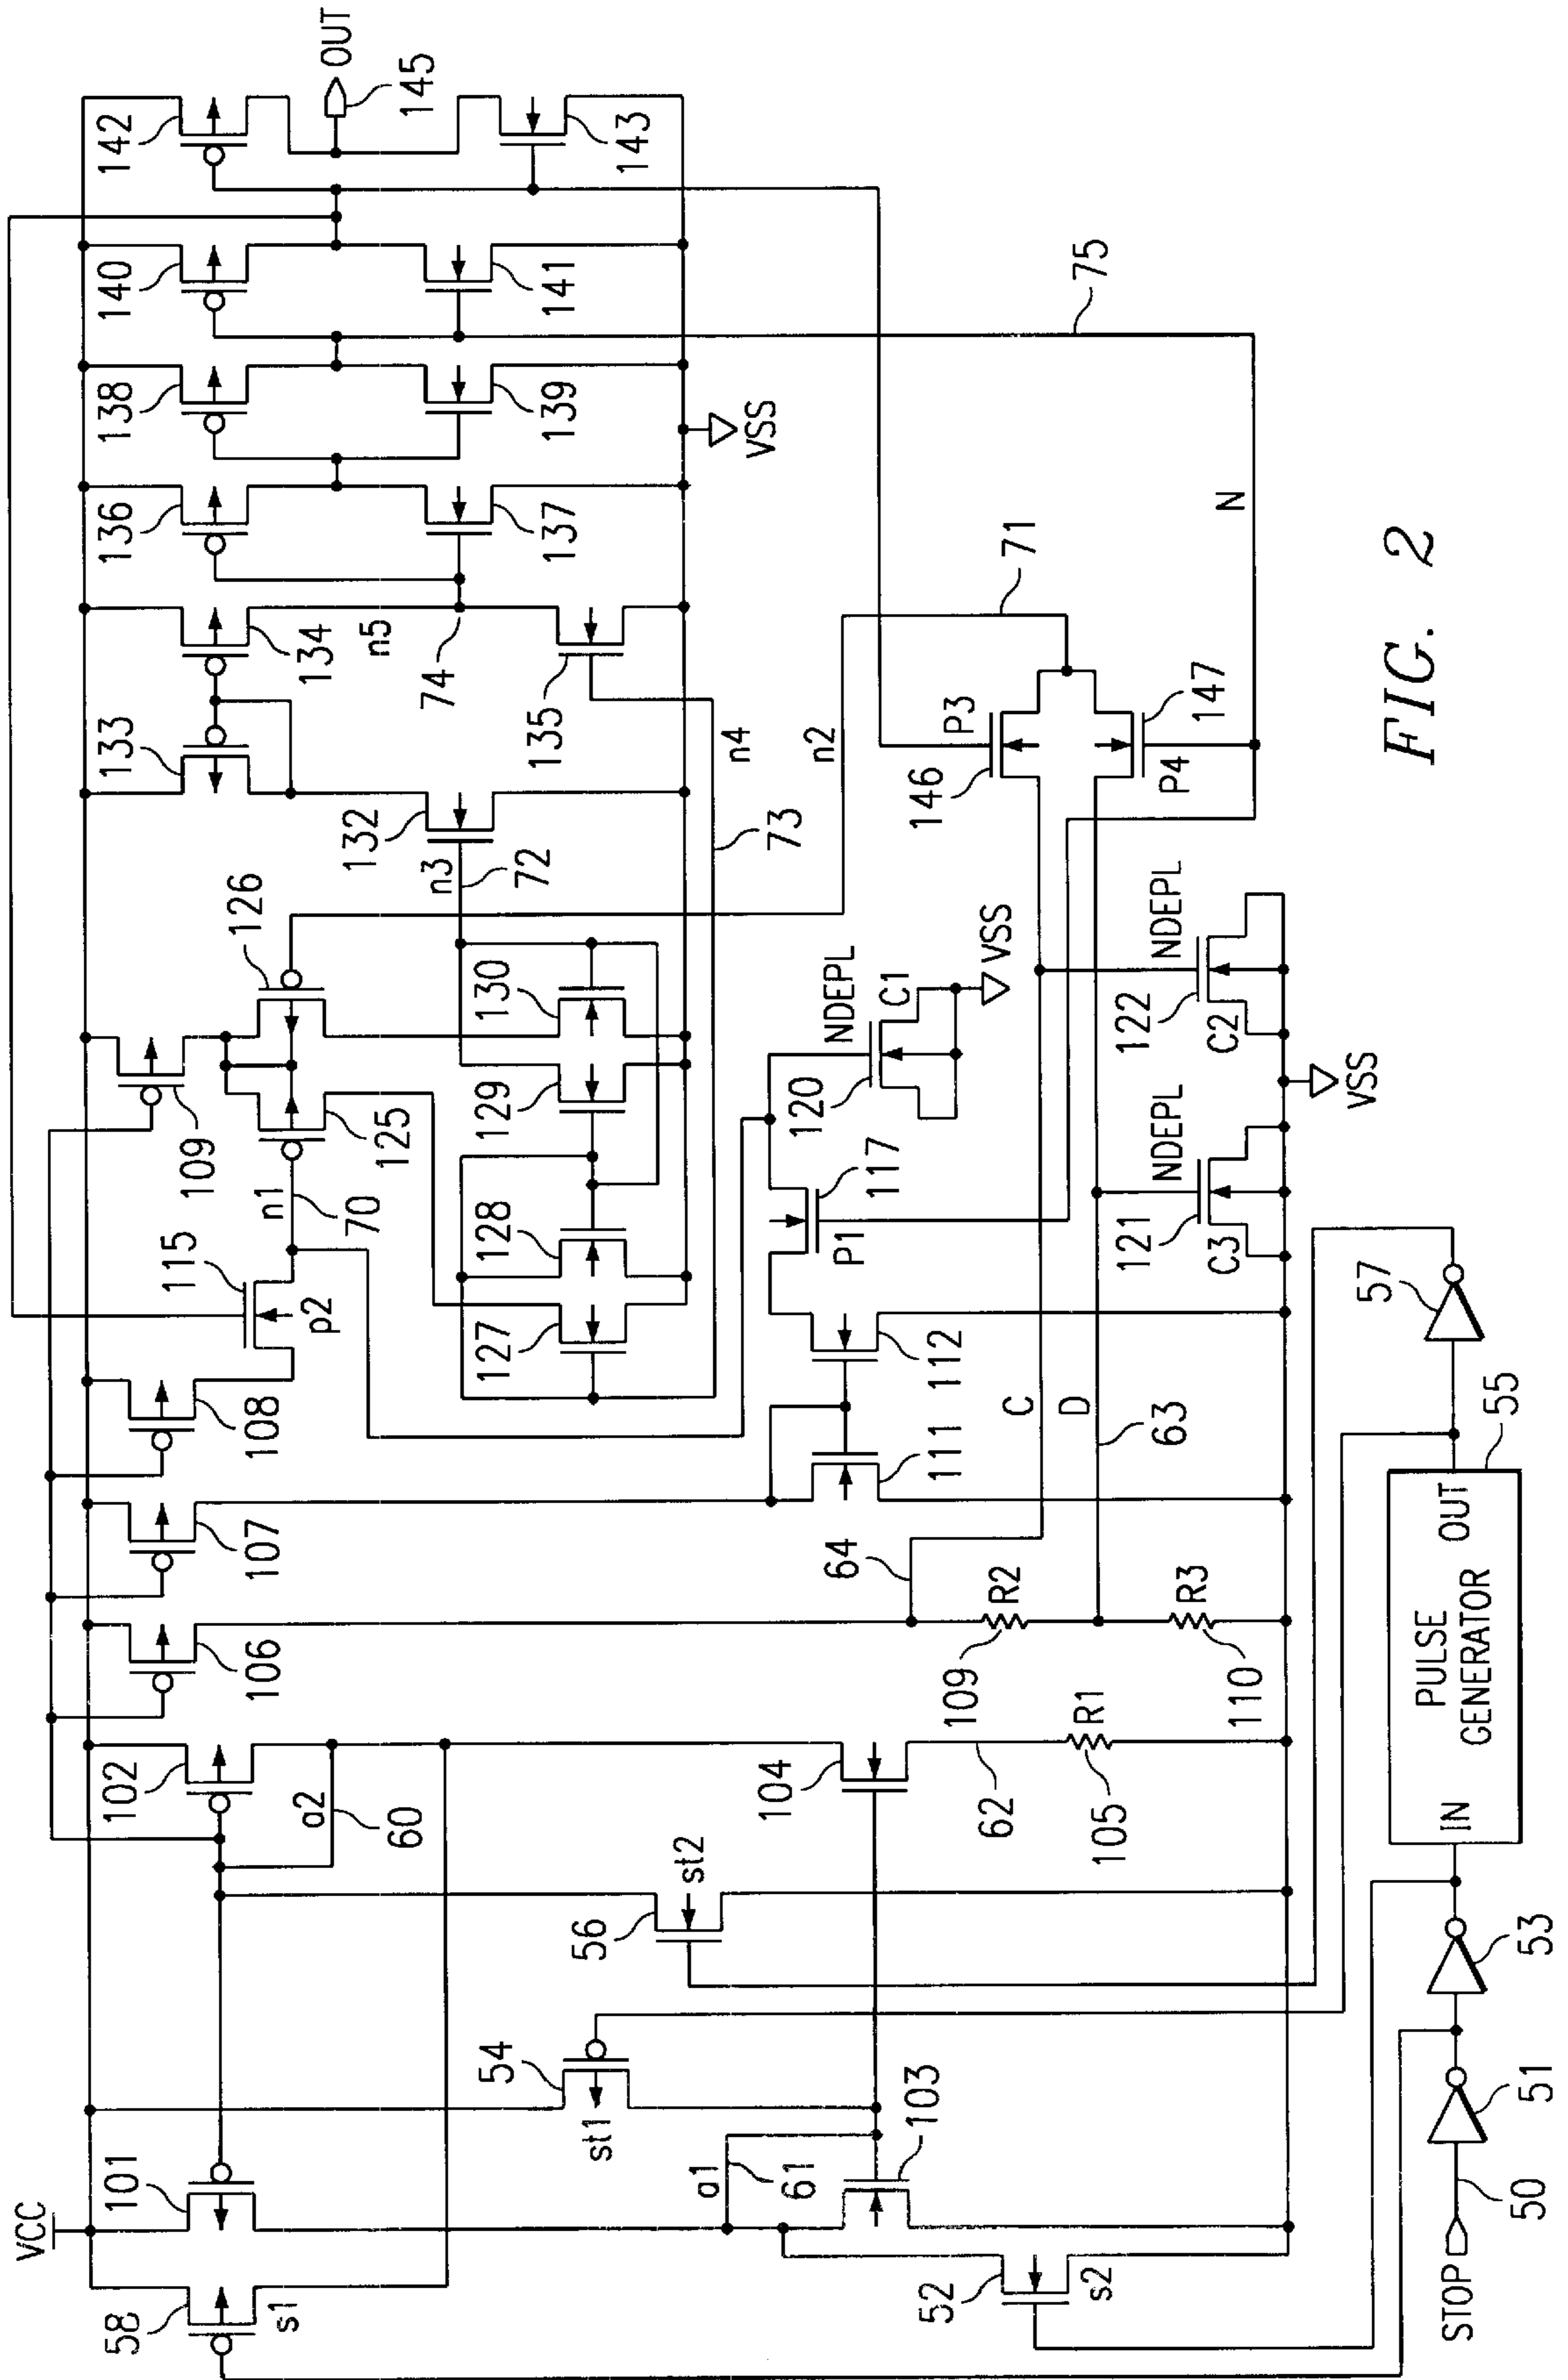 VCC
58
s1
101
102
a2
60
106
107
108
115
p2
n1
70
109
125
126
133
134
n5
74
136
138
140
142
OUT
145
143
141
139
137
135
VSS
n3
72
132
130
129
128
127
n4
73
n2
71
75
N
54
st1
56
st2
a1
61
103
104
62
R1
105
64
R2
109
R3
110
63
C
D
111
112
P1
117
NDEPL
120
C1
VSS
146
P3
P4
147
NDEPL
121
C3
NDEPL
122
C2
VSS
52
s2
STOP
50
51
53
IN
PULSE
GENERATOR
OUT
55
57
FIG. 2